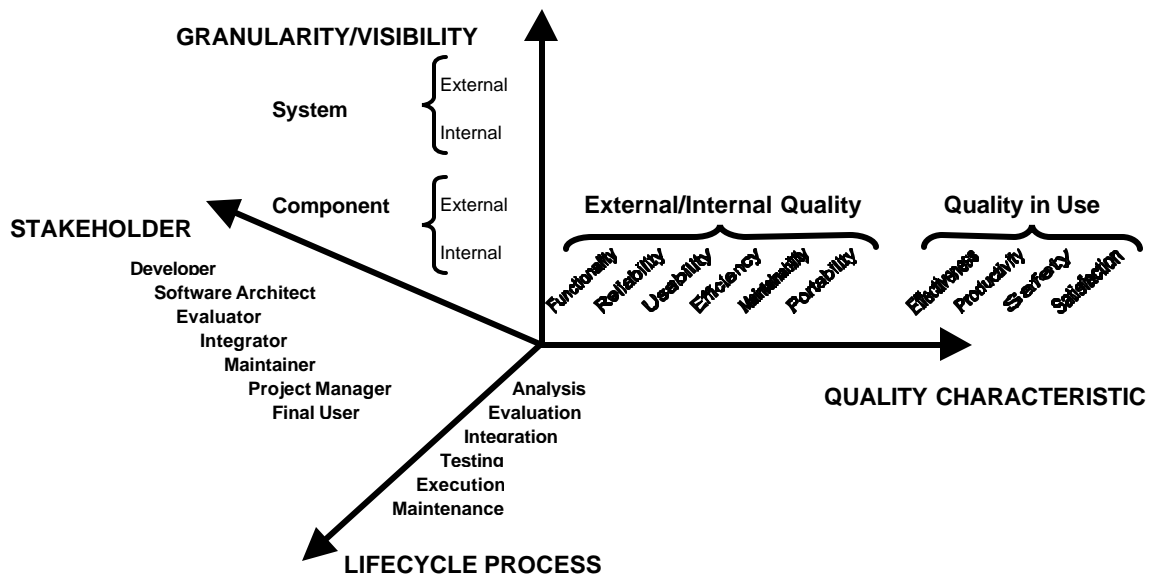 GRANULARITY/VISIBILITY
System
External
Internal
Component
External
Internal
STAKEHOLDER
Developer
Software Architect
Evaluator
Integrator
Maintainer
Project Manager
Final User
External/Internal Quality
Functionality
Reliability
Usability
Efficiency
Maintainability
Portability
Quality in Use
Effectiveness
Productivity
Safety
Satisfaction
QUALITY CHARACTERISTIC
Analysis
Evaluation
Integration
Testing
Execution
Maintenance
LIFECYCLE PROCESS